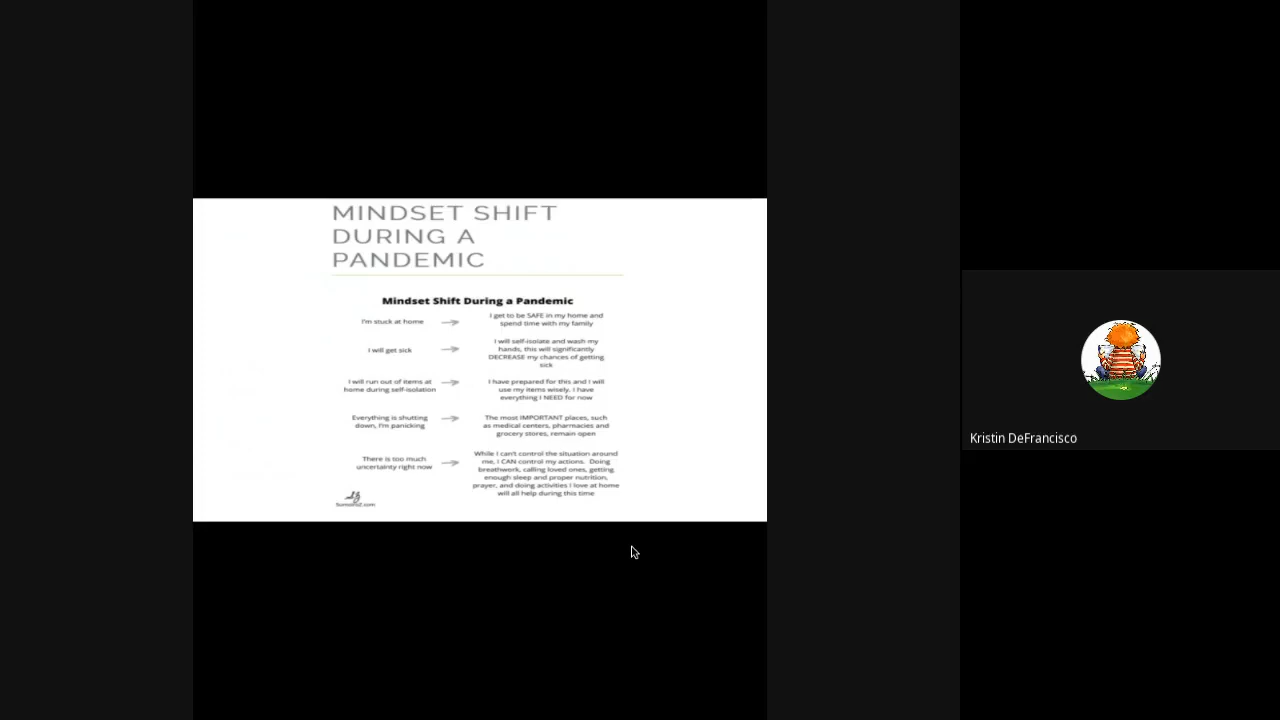 MINDSET SHIFT
DURING A
PANDEMIC
Mindset Shift During a Pandemic
I'm stuck at home
I get to be SAFE in my home and
spend time with my family
I will get sick
I will self-isolate and wash my
hands, this will significantly
DECREASE my chances of getting
sick
I will run out of items at
home during self-isolation
I have prepared for this and I will
use my items wisely. I have
everything I NEED for now
Everything is shutting
down, I'm panicking
The most IMPORTANT places, such
as medical centers, pharmacies and
grocery stores, remain open
There is too much
uncertainty right now
While I can't control the situation around
me, I CAN control my actions. Doing
breathwork, calling loved ones, getting
enough sleep and proper nutrition,
prayer, and doing activities I love at home
will all help during this time
Kristin DeFrancisco